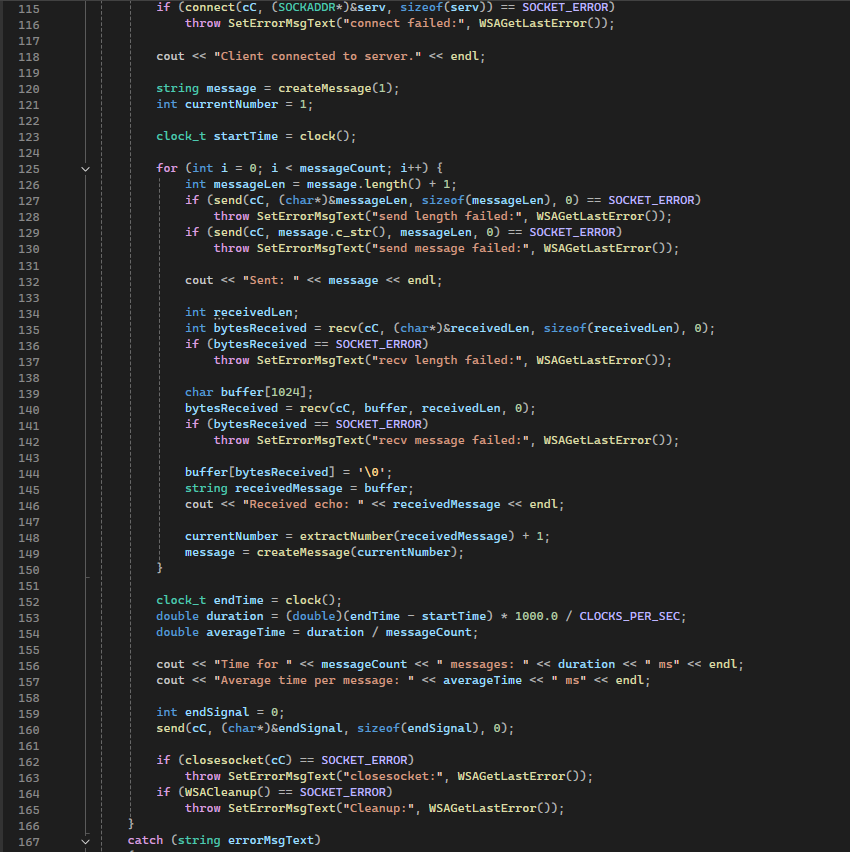 115 if (connect(cC, (SOCKADDR*)&serv, sizeof(serv)) == SOCKET_ERROR)
116 throw SetErrorMsgText("connect failed:", WSAGetLastError());
117
118 cout << "Client connected to server." << endl;
119
120 string message = createMessage(1);
121 int currentNumber = 1;
122
123 clock_t startTime = clock();
124
125 for (int i = 0; i < messageCount; i++) {
126 int messageLen = message.length() + 1;
127 if (send(cC, (char*)&messageLen, sizeof(messageLen), 0) == SOCKET_ERROR)
128 throw SetErrorMsgText("send length failed:", WSAGetLastError());
129 if (send(cC, message.c_str(), messageLen, 0) == SOCKET_ERROR)
130 throw SetErrorMsgText("send message failed:", WSAGetLastError());
131
132 cout << "Sent: " << message << endl;
133
134 int receivedLen;
135 int bytesReceived = recv(cC, (char*)&receivedLen, sizeof(receivedLen), 0);
136 if (bytesReceived == SOCKET_ERROR)
137 throw SetErrorMsgText("recv length failed:", WSAGetLastError());
138
139 char buffer[1024];
140 bytesReceived = recv(cC, buffer, receivedLen, 0);
141 if (bytesReceived == SOCKET_ERROR)
142 throw SetErrorMsgText("recv message failed:", WSAGetLastError());
143
144 buffer[bytesReceived] = '\0';
145 string receivedMessage = buffer;
146 cout << "Received echo: " << receivedMessage << endl;
147
148 currentNumber = extractNumber(receivedMessage) + 1;
149 message = createMessage(currentNumber);
150 }
151
152 clock_t endTime = clock();
153 double duration = (double)(endTime - startTime) * 1000.0 / CLOCKS_PER_SEC;
154 double averageTime = duration / messageCount;
155
156 cout << "Time for " << messageCount << " messages: " << duration << " ms" << endl;
157 cout << "Average time per message: " << averageTime << " ms" << endl;
158
159 int endSignal = 0;
160 send(cC, (char*)&endSignal, sizeof(endSignal), 0);
161
162 if (closesocket(cC) == SOCKET_ERROR)
163 throw SetErrorMsgText("closesocket:", WSAGetLastError());
164 if (WSACleanup() == SOCKET_ERROR)
165 throw SetErrorMsgText("Cleanup:", WSAGetLastError());
166 }
167 catch (string errorMsgText)